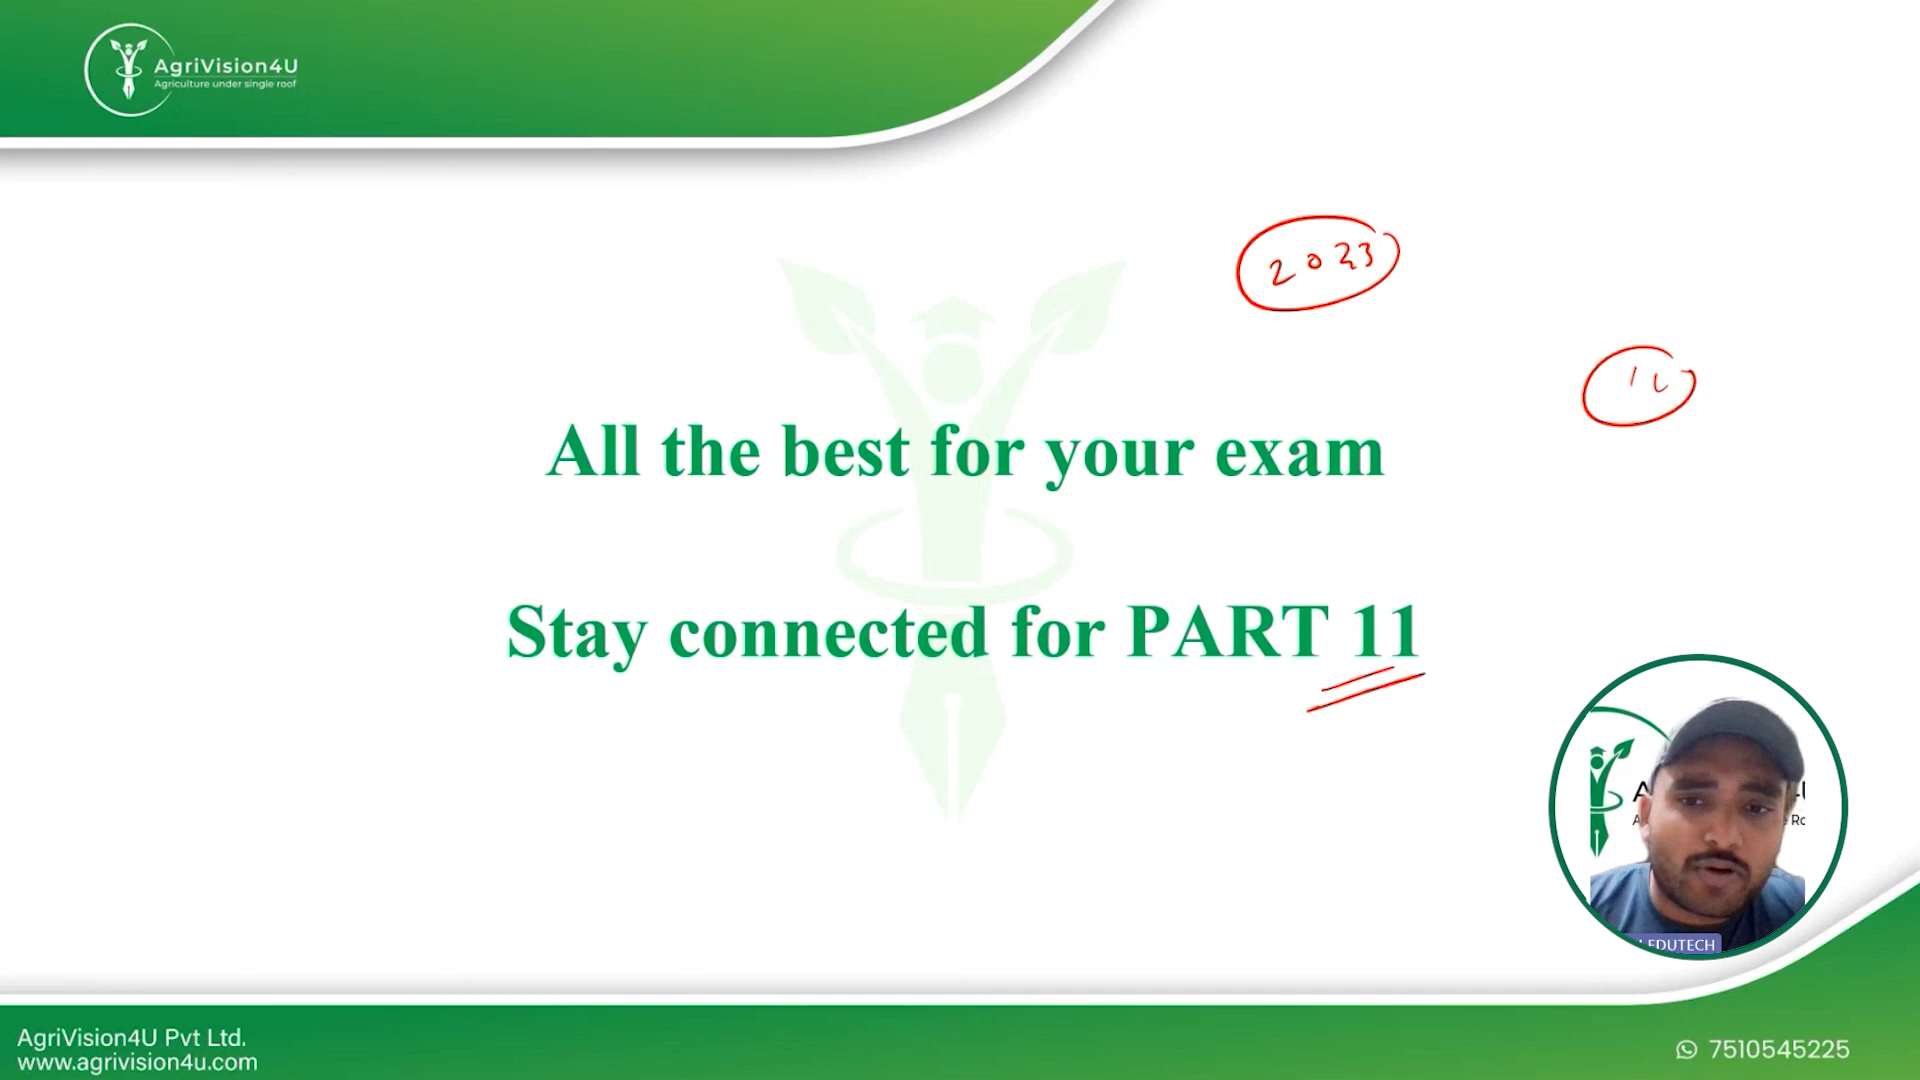 AgriVision4U
Agriculture under single roof
2023
All the best for your exam
Stay connected for PART 11
EDUTECH
AgriVision4U Pvt Ltd.
www.agrivision4u.com
7510545225